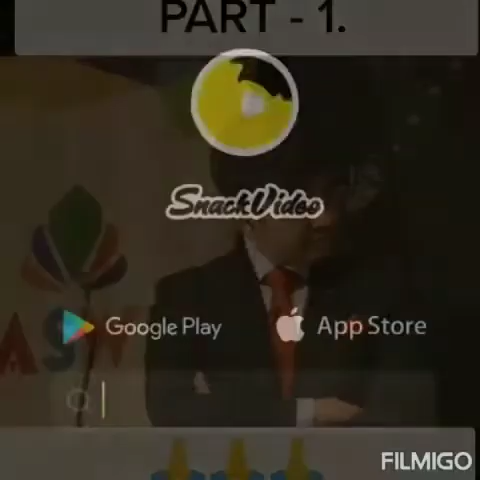 PART - 1.
SnackVideo
Google Play
App Store
FILMIGO